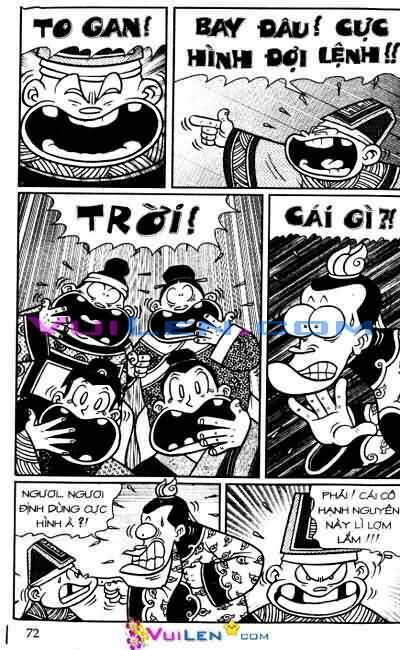 TO GAN!
BAY ĐÂU! CỰC
HÌNH ĐỢI LỆNH!!
TRỜI!
CÁI GÌ?!
VuiLen.com
NGƯƠI.. NGƯƠI
ĐỊNH DÙNG CỰC
HÌNH À ?!
PHẢI! CÁI CÔ
HẠNH NGUYÊN
NÀY LÌ LỢM
LẮM !!!
72
VuiLen.com